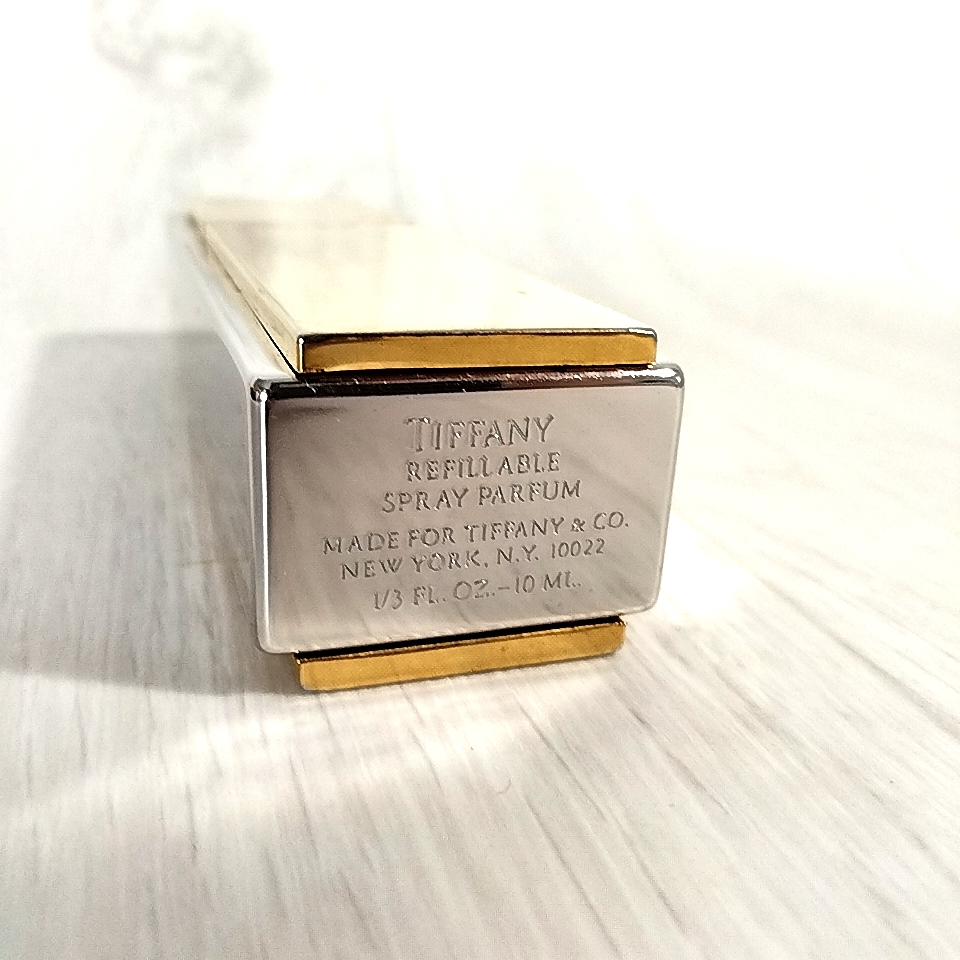 TIFFANY
REFILLABLE
SPRAY PARFUM
MADE FOR TIFFANY & CO.
NEW YORK, N.Y. 10022
1/3 FL. OZ.-10 ML.